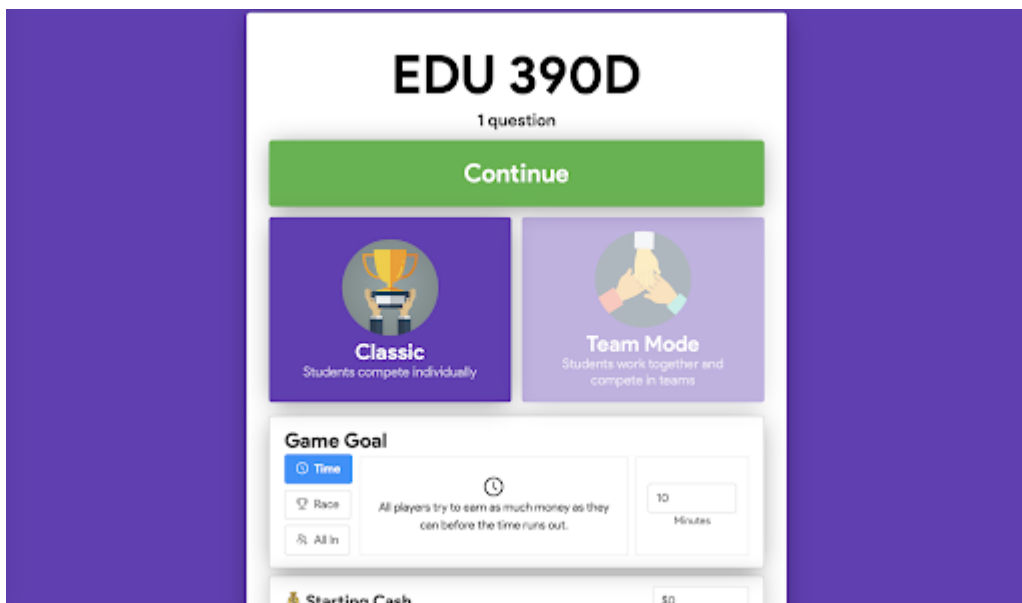 EDU 390D
1 question
Continue
Classic
Students compete individually
Team Mode
Students work together and
compete in teams
Game Goal
Time
Race
All In
All players try to earn as much money as they
can before the time runs out.
10
Minutes
Starting Cash
$0